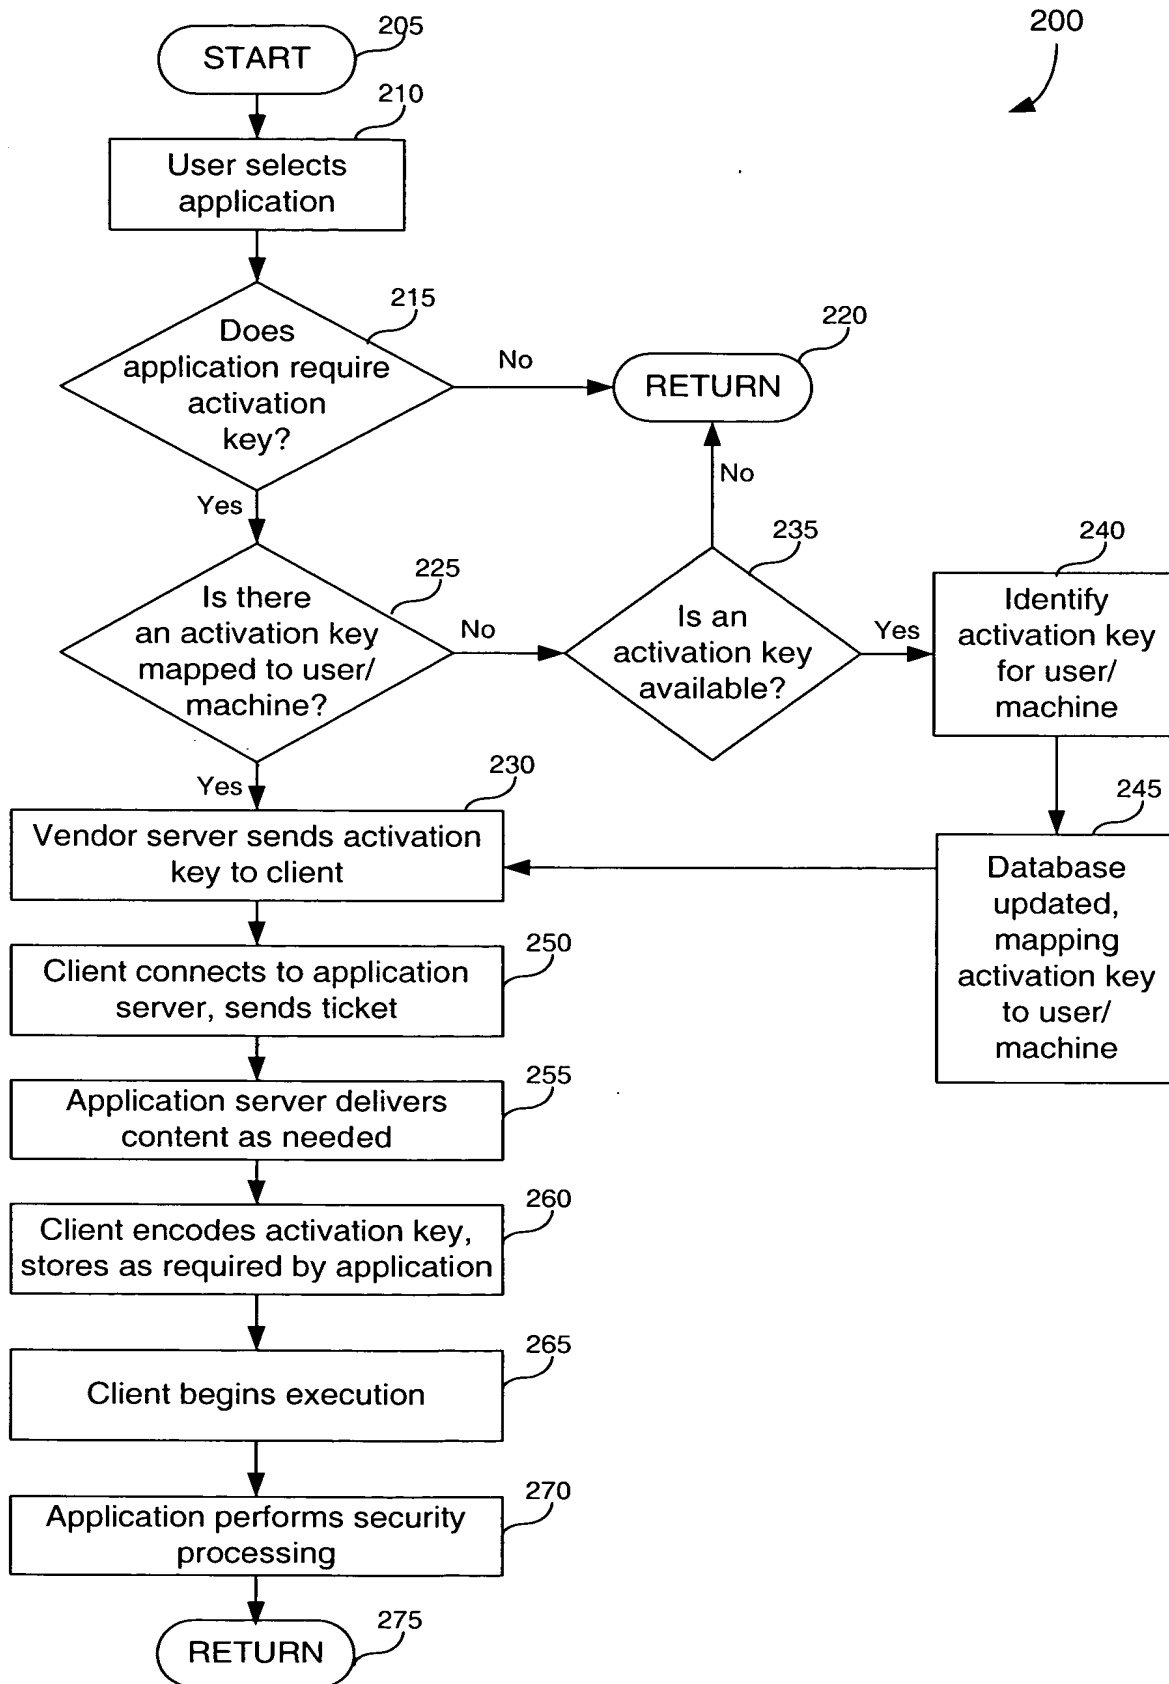 200
START
205
210
User selects
application
215
Does
application require
activation
key?
No
220
RETURN
Yes
No
225
Is there
an activation key
mapped to user/
machine?
No
235
Is an
activation key
available?
Yes
240
Identify
activation key
for user/
machine
Yes
230
Vendor server sends activation
key to client
245
Database
updated,
mapping
activation key
to user/
machine
250
Client connects to application
server, sends ticket
255
Application server delivers
content as needed
260
Client encodes activation key,
stores as required by application
265
Client begins execution
270
Application performs security
processing
275
RETURN